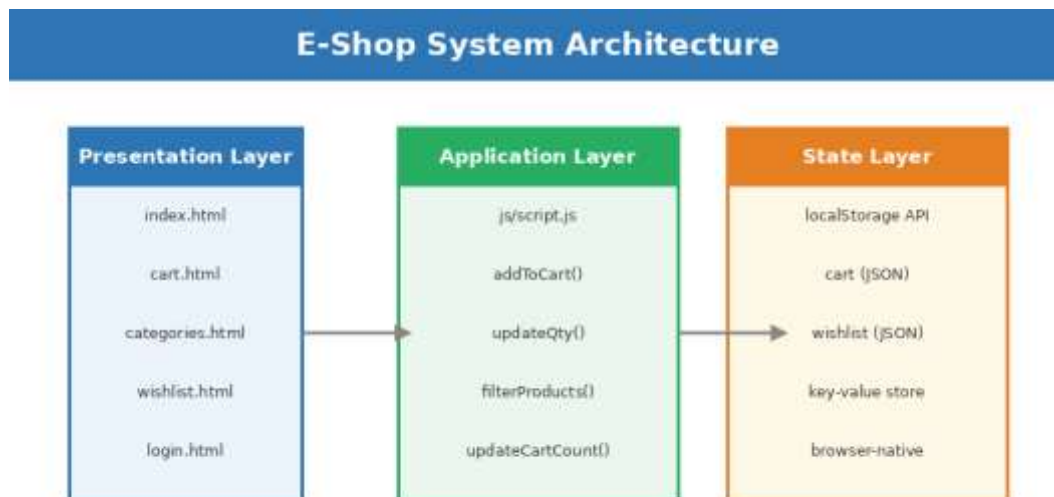 E-Shop System Architecture
Presentation Layer
index.html
cart.html
categories.html
wishlist.html
login.html
Application Layer
js/script.js
addToCart()
updateQty()
filterProducts()
updateCartCount()
State Layer
localStorage API
cart (JSON)
wishlist (JSON)
key-value store
browser-native